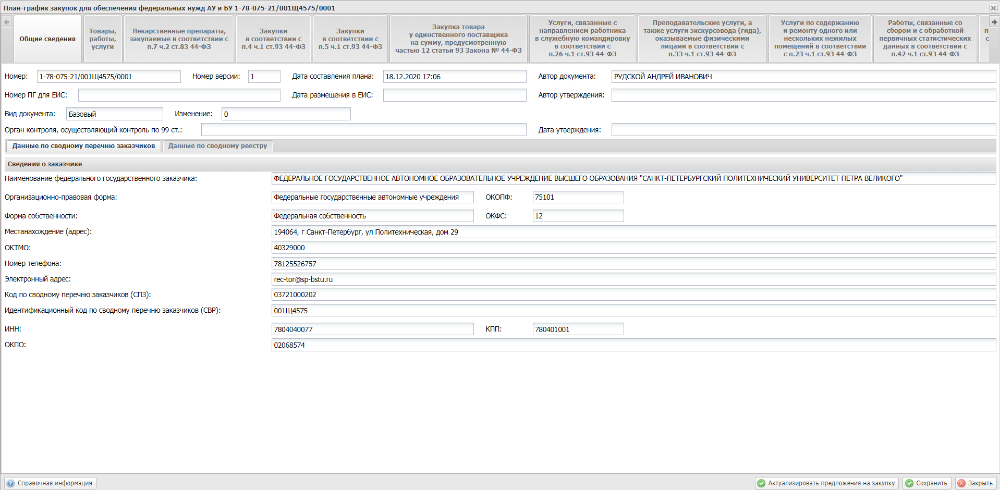 План-график закупок для обеспечения федеральных нужд АУ и БУ 1-78-075-21/001Щ4575/0001
Общие сведения
Товары,
работы,
услуги
Лекарственные препараты,
закупаемые в соответствии с
п.7 ч.2 ст.83 44-ФЗ
Закупки
в соответствии с
п.4 ч.1 ст.93 44-ФЗ
Закупки
в соответствии с
п.5 ч.1 ст.93 44-ФЗ
Закупка товара
у единственного поставщика
на сумму, предусмотренную
частью 12 статьи 93 Закона № 44-ФЗ
Услуги, связанные с
направлением работника
в служебную командировку
в соответствии с
п.26 ч.1 ст.93 44-ФЗ
Преподавательские услуги, а
также услуги экскурсовода (гида),
оказываемые физическими
лицами в соответствии с
п.33 ч.1 ст.93 44-ФЗ
Услуги по содержанию
и ремонту одного или
нескольких нежилых
помещений в соответствии
с п.23 ч.1 ст.93 44-ФЗ
Работы, связанные со
сбором и с обработкой
первичных статистических
данных в соответствии с
п.42 ч.1 ст.93 44-ФЗ
Номер: 1-78-075-21/001Щ4575/0001 Номер версии: 1 Дата составления плана: 18.12.2020 17:06 Автор документа: РУДСКОЙ АНДРЕЙ ИВАНОВИЧ
Номер ПГ для ЕИС: Дата размещения в ЕИС: Автор утверждения:
Вид документа: Базовый Изменение: 0
Орган контроля, осуществляющий контроль по 99 ст.: Дата утверждения:
Данные по сводному перечню заказчиков Данные по сводному реестру
Сведения о заказчике
Наименование федерального государственного заказчика: ФЕДЕРАЛЬНОЕ ГОСУДАРСТВЕННОЕ АВТОНОМНОЕ ОБРАЗОВАТЕЛЬНОЕ УЧРЕЖДЕНИЕ ВЫСШЕГО ОБРАЗОВАНИЯ "САНКТ-ПЕТЕРБУРГСКИЙ ПОЛИТЕХНИЧЕСКИЙ УНИВЕРСИТЕТ ПЕТРА ВЕЛИКОГО"
Организационно-правовая форма: Федеральные государственные автономные учреждения ОКОПФ: 75101
Форма собственности: Федеральная собственность ОКФС: 12
Местанахождение (адрес): 194064, г Санкт-Петербург, ул Политехническая, дом 29
ОКТМО: 40329000
Номер телефона: 78125526757
Электронный адрес: rec-tor@sp-bstu.ru
Код по сводному перечню заказчиков (СПЗ): 03721000202
Идентификационный код по сводному перечню заказчиков (СВР): 001Щ4575
ИНН: 7804040077 КПП: 780401001
ОКПО: 02068574
Справочная информация Актуализировать предложения на закупку Сохранить Закрыть